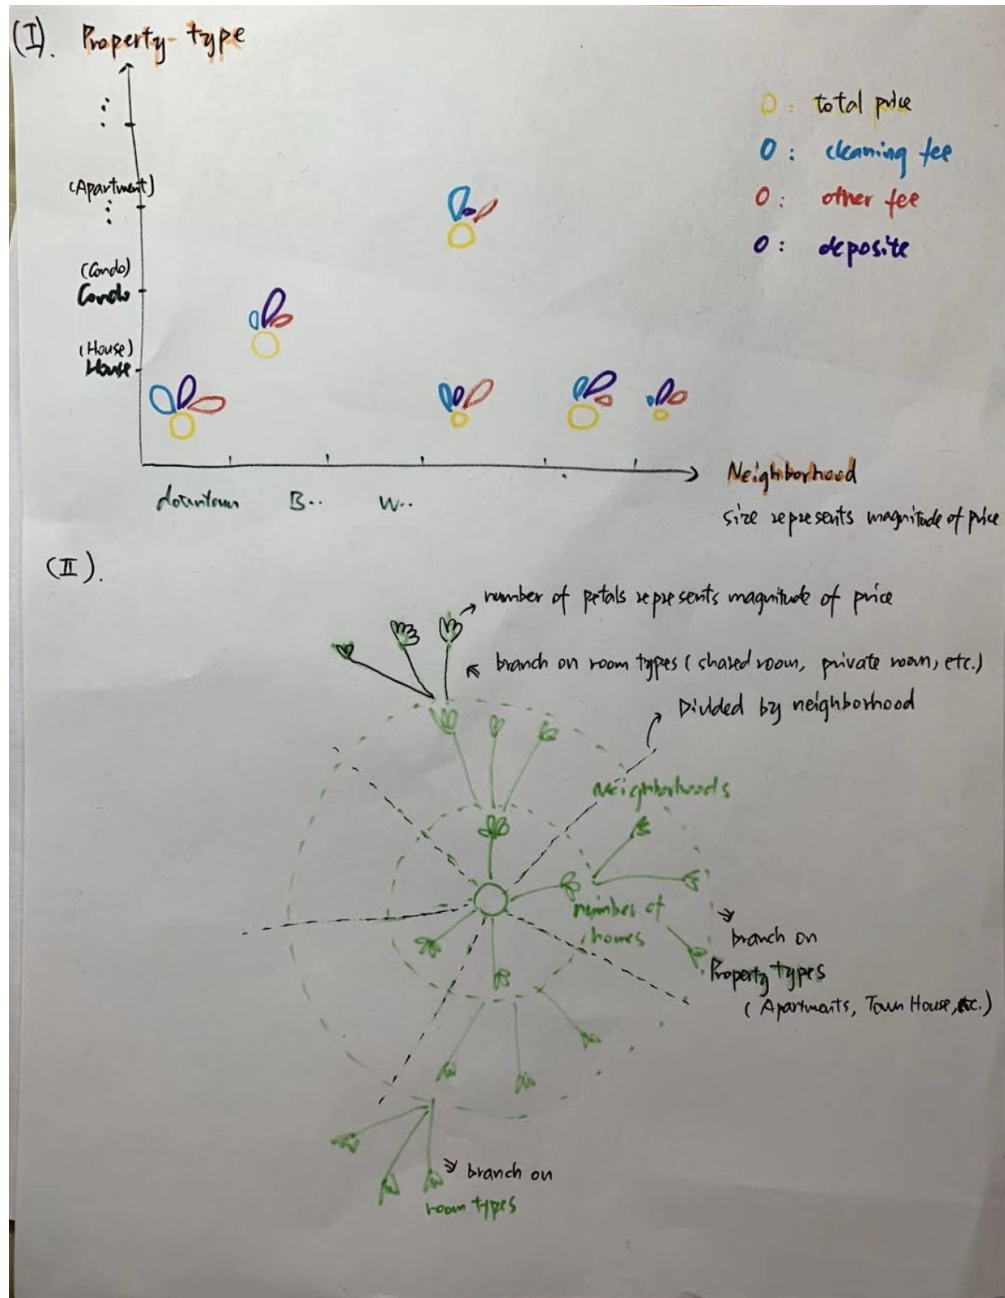 (I). Property type
O : total price
O : cleaning fee
O : other fee
O : deposite
(Apartment)
(Condo)
Condo
(House)
House
downtown B.. W..
Neighborhood
size represents magnitude of price
(II).
number of petals represents magnitude of price
branch on room types (shared room, private room, etc.)
Divided by neighborhood
Neighborhoods
number of
homes
branch on
Property types
(Apartments, Town House, etc.)
branch on
room types